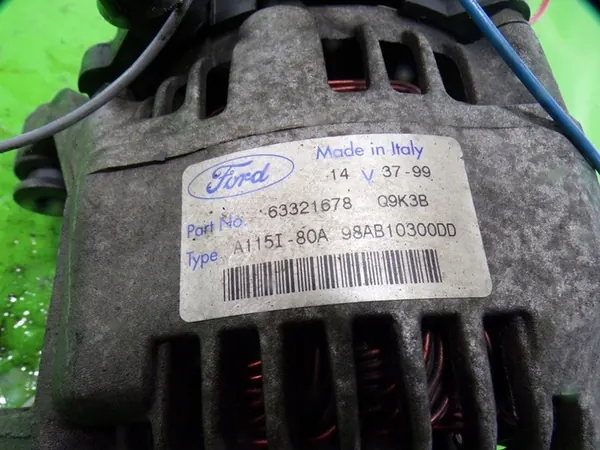 Ford Made in Italy
14 V 37-99
Part No. 63321678 Q9K3B
Type A115I-80A 98AB10300DD